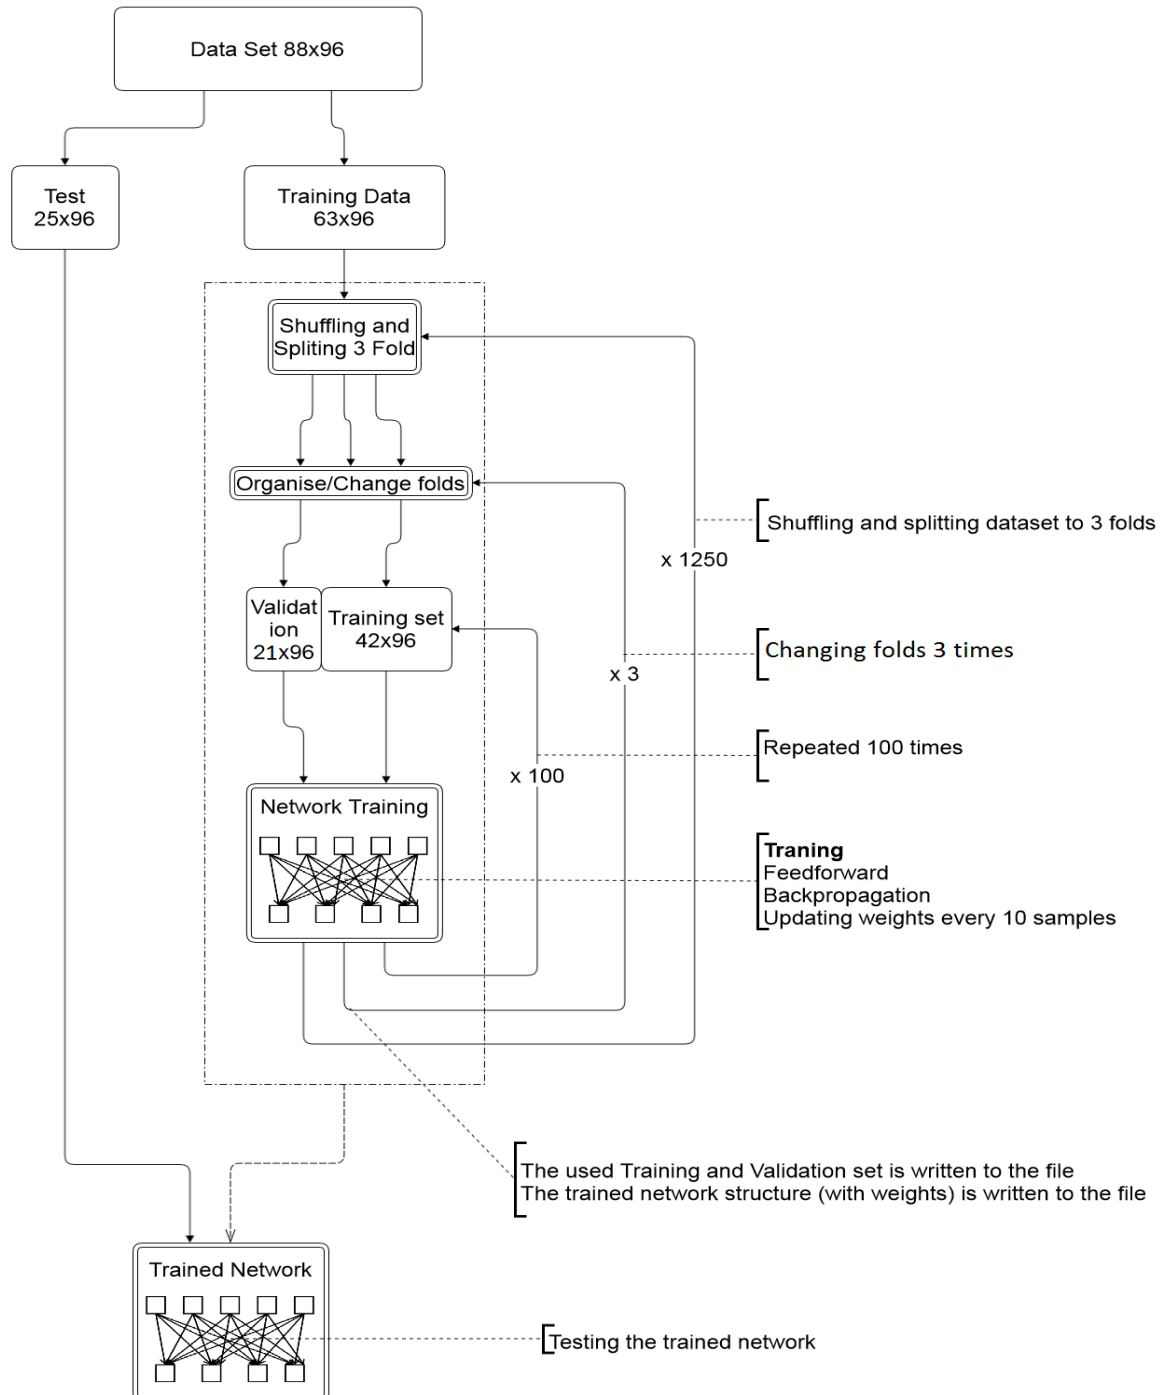 Data Set 88x96
Test
25x96
Training Data
63x96
Shuffling and
Spliting 3 Fold
Organise/Change folds
Shuffling and splitting dataset to 3 folds
x 1250
Validat
ion
21x96
Training set
42x96
Changing folds 3 times
x 3
Repeated 100 times
x 100
Network Training
Traning
Feedforward
Backpropagation
Updating weights every 10 samples
The used Training and Validation set is written to the file
The trained network structure (with weights) is written to the file
Trained Network
Testing the trained network